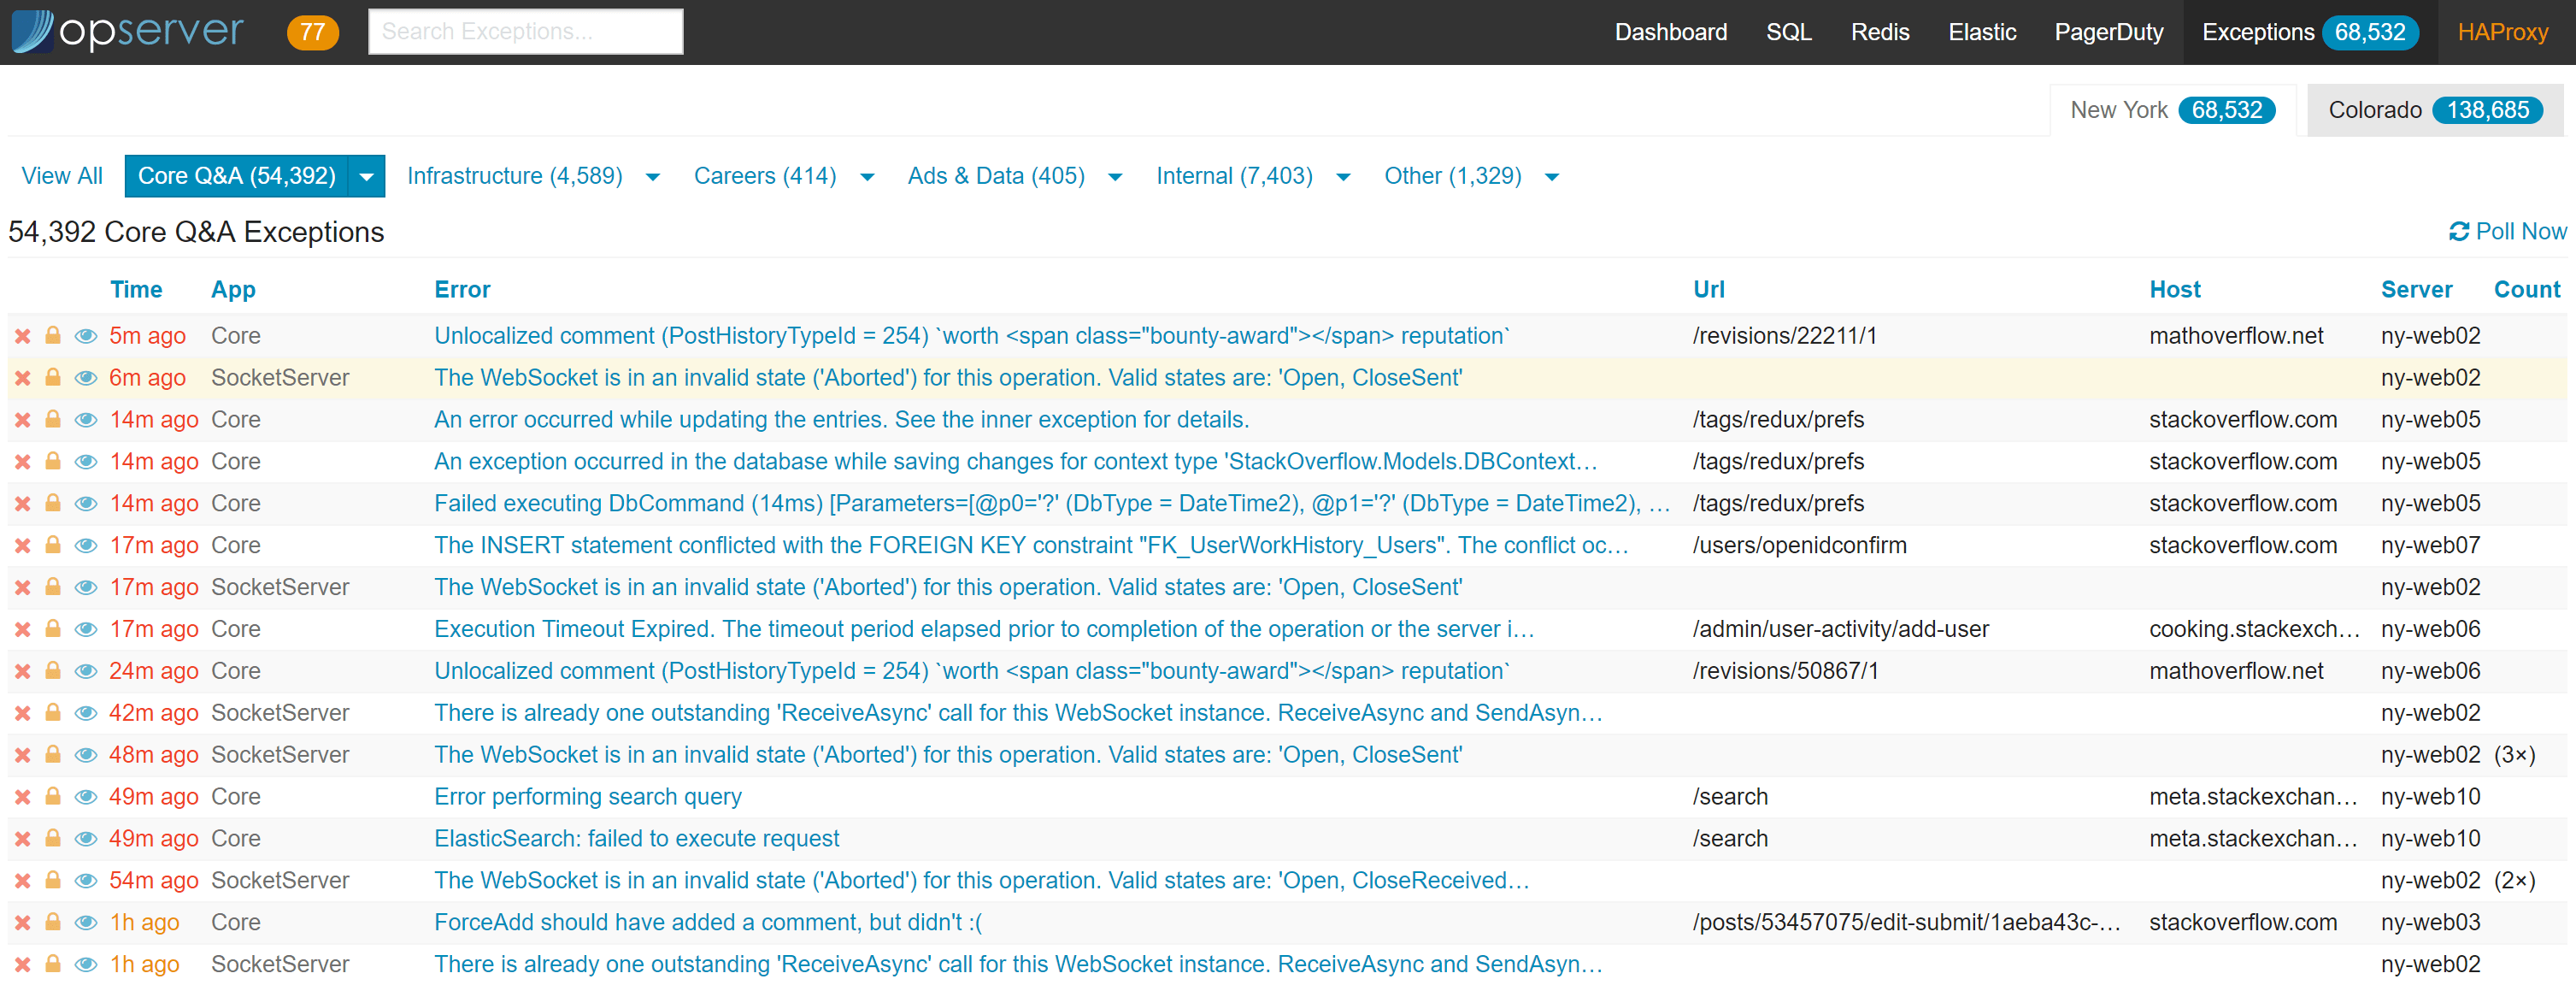 opserver 77 Search Exceptions... Dashboard SQL Redis Elastic PagerDuty Exceptions 68,532 HAProxy
New York 68,532 Colorado 138,685
View All Core Q&A (54,392) Infrastructure (4,589) Careers (414) Ads & Data (405) Internal (7,403) Other (1,329)
54,392 Core Q&A Exceptions Poll Now
Time App Error Url Host Server Count
5m ago Core Unlocalized comment (PostHistoryTypeId = 254) `worth <span class="bounty-award"></span> reputation` /revisions/22211/1 mathoverflow.net ny-web02
6m ago SocketServer The WebSocket is in an invalid state ('Aborted') for this operation. Valid states are: 'Open, CloseSent' ny-web02
14m ago Core An error occurred while updating the entries. See the inner exception for details. /tags/redux/prefs stackoverflow.com ny-web05
14m ago Core An exception occurred in the database while saving changes for context type 'StackOverflow.Models.DBContext… /tags/redux/prefs stackoverflow.com ny-web05
14m ago Core Failed executing DbCommand (14ms) [Parameters=[@p0='?' (DbType = DateTime2), @p1='?' (DbType = DateTime2), … /tags/redux/prefs stackoverflow.com ny-web05
17m ago Core The INSERT statement conflicted with the FOREIGN KEY constraint "FK_UserWorkHistory_Users". The conflict oc… /users/openidconfirm stackoverflow.com ny-web07
17m ago SocketServer The WebSocket is in an invalid state ('Aborted') for this operation. Valid states are: 'Open, CloseSent' ny-web02
17m ago Core Execution Timeout Expired. The timeout period elapsed prior to completion of the operation or the server i… /admin/user-activity/add-user cooking.stackexch… ny-web06
24m ago Core Unlocalized comment (PostHistoryTypeId = 254) `worth <span class="bounty-award"></span> reputation` /revisions/50867/1 mathoverflow.net ny-web06
42m ago SocketServer There is already one outstanding 'ReceiveAsync' call for this WebSocket instance. ReceiveAsync and SendAsyn… ny-web02
48m ago SocketServer The WebSocket is in an invalid state ('Aborted') for this operation. Valid states are: 'Open, CloseSent' ny-web02 (3×)
49m ago Core Error performing search query /search meta.stackexchan… ny-web10
49m ago Core ElasticSearch: failed to execute request /search meta.stackexchan… ny-web10
54m ago SocketServer The WebSocket is in an invalid state ('Aborted') for this operation. Valid states are: 'Open, CloseReceived… ny-web02 (2×)
1h ago Core ForceAdd should have added a comment, but didn't :( /posts/53457075/edit-submit/1aeba43c-… stackoverflow.com ny-web03
1h ago SocketServer There is already one outstanding 'ReceiveAsync' call for this WebSocket instance. ReceiveAsync and SendAsyn… ny-web02